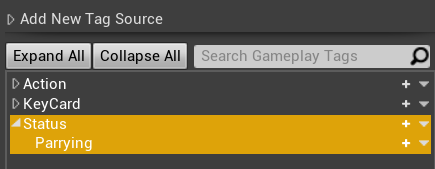 Add New Tag Source
Expand All Collapse All Search Gameplay Tags
Action
KeyCard
Status
Parrying